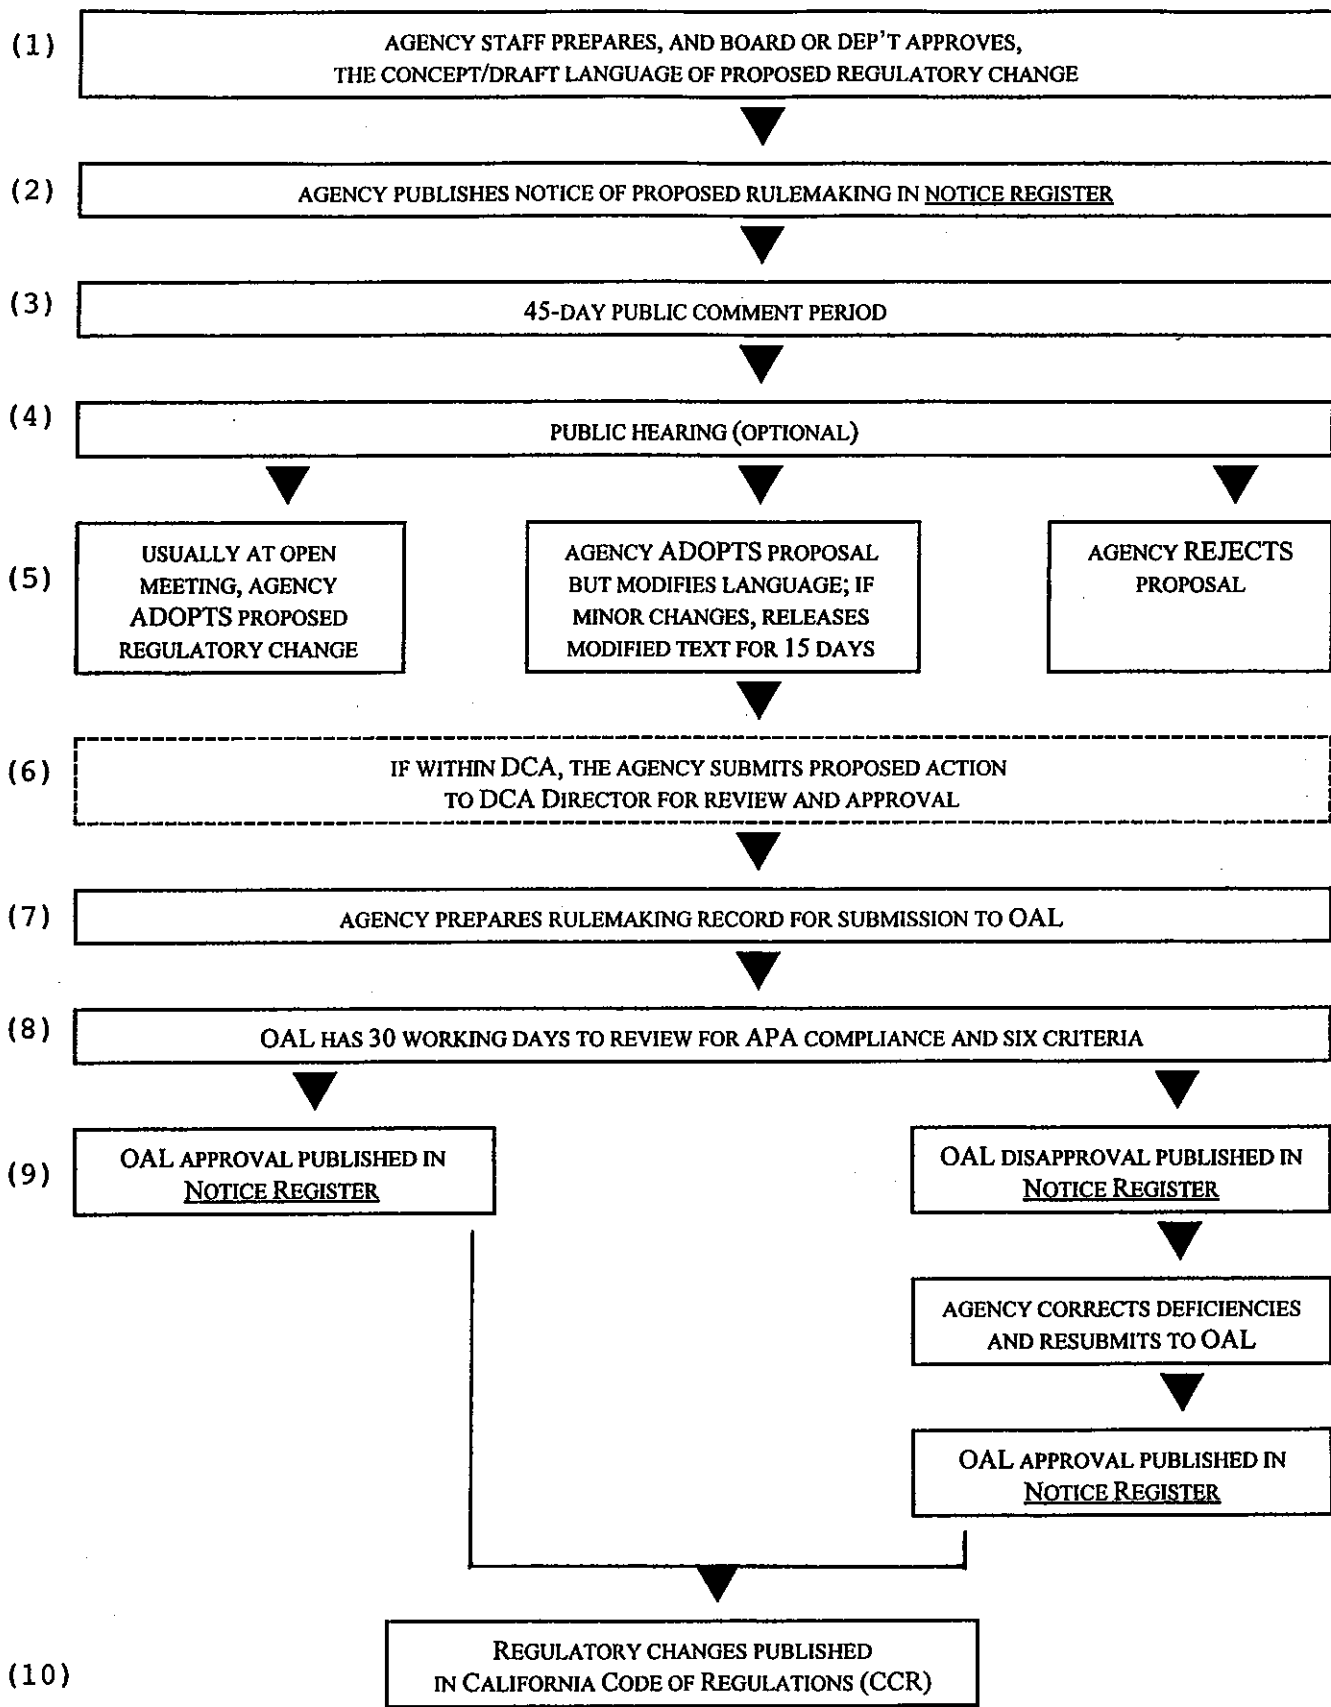 (1)
AGENCY STAFF PREPARES, AND BOARD OR DEP'T APPROVES,
THE CONCEPT/DRAFT LANGUAGE OF PROPOSED REGULATORY CHANGE
(2)
AGENCY PUBLISHES NOTICE OF PROPOSED RULEMAKING IN NOTICE REGISTER
(3)
45-DAY PUBLIC COMMENT PERIOD
(4)
PUBLIC HEARING (OPTIONAL)
(5)
USUALLY AT OPEN
MEETING, AGENCY
ADOPTS PROPOSED
REGULATORY CHANGE
AGENCY ADOPTS PROPOSAL
BUT MODIFIES LANGUAGE; IF
MINOR CHANGES, RELEASES
MODIFIED TEXT FOR 15 DAYS
AGENCY REJECTS
PROPOSAL
(6)
IF WITHIN DCA, THE AGENCY SUBMITS PROPOSED ACTION
TO DCA DIRECTOR FOR REVIEW AND APPROVAL
(7)
AGENCY PREPARES RULEMAKING RECORD FOR SUBMISSION TO OAL
(8)
OAL HAS 30 WORKING DAYS TO REVIEW FOR APA COMPLIANCE AND SIX CRITERIA
(9)
OAL APPROVAL PUBLISHED IN
NOTICE REGISTER
OAL DISAPPROVAL PUBLISHED IN
NOTICE REGISTER
AGENCY CORRECTS DEFICIENCIES
AND RESUBMITS TO OAL
OAL APPROVAL PUBLISHED IN
NOTICE REGISTER
(10)
REGULATORY CHANGES PUBLISHED
IN CALIFORNIA CODE OF REGULATIONS (CCR)